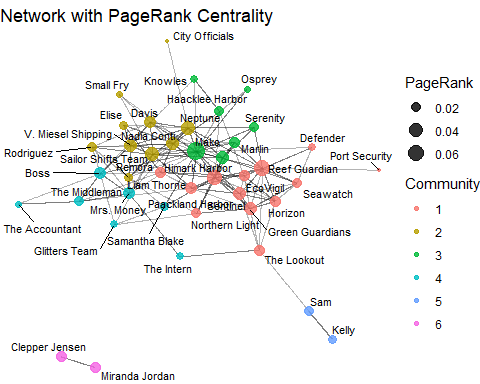 Network with PageRank Centrality
City Officials
Knowles
Osprey
Small Fry
Haacklee Harbor
Elise
Davis
Neptune
Serenity
V. Miesel Shipping
Nadia Conti
Mako
Marlin
Defender
Rodriguez
Sailor Shifts Team
Port Security
Boss
Remora
Himark Harbor
Reef Guardian
The Middleman
Liam Thorne
EcoVigil
Seawatch
Mrs. Money
Paackland Harbor
Sentinel
Horizon
The Accountant
Samantha Blake
Northern Light
Green Guardians
Glitters Team
The Intern
The Lookout
Sam
Kelly
Clepper Jensen
Miranda Jordan
PageRank
0.02
0.04
0.06
Community
1
2
3
4
5
6